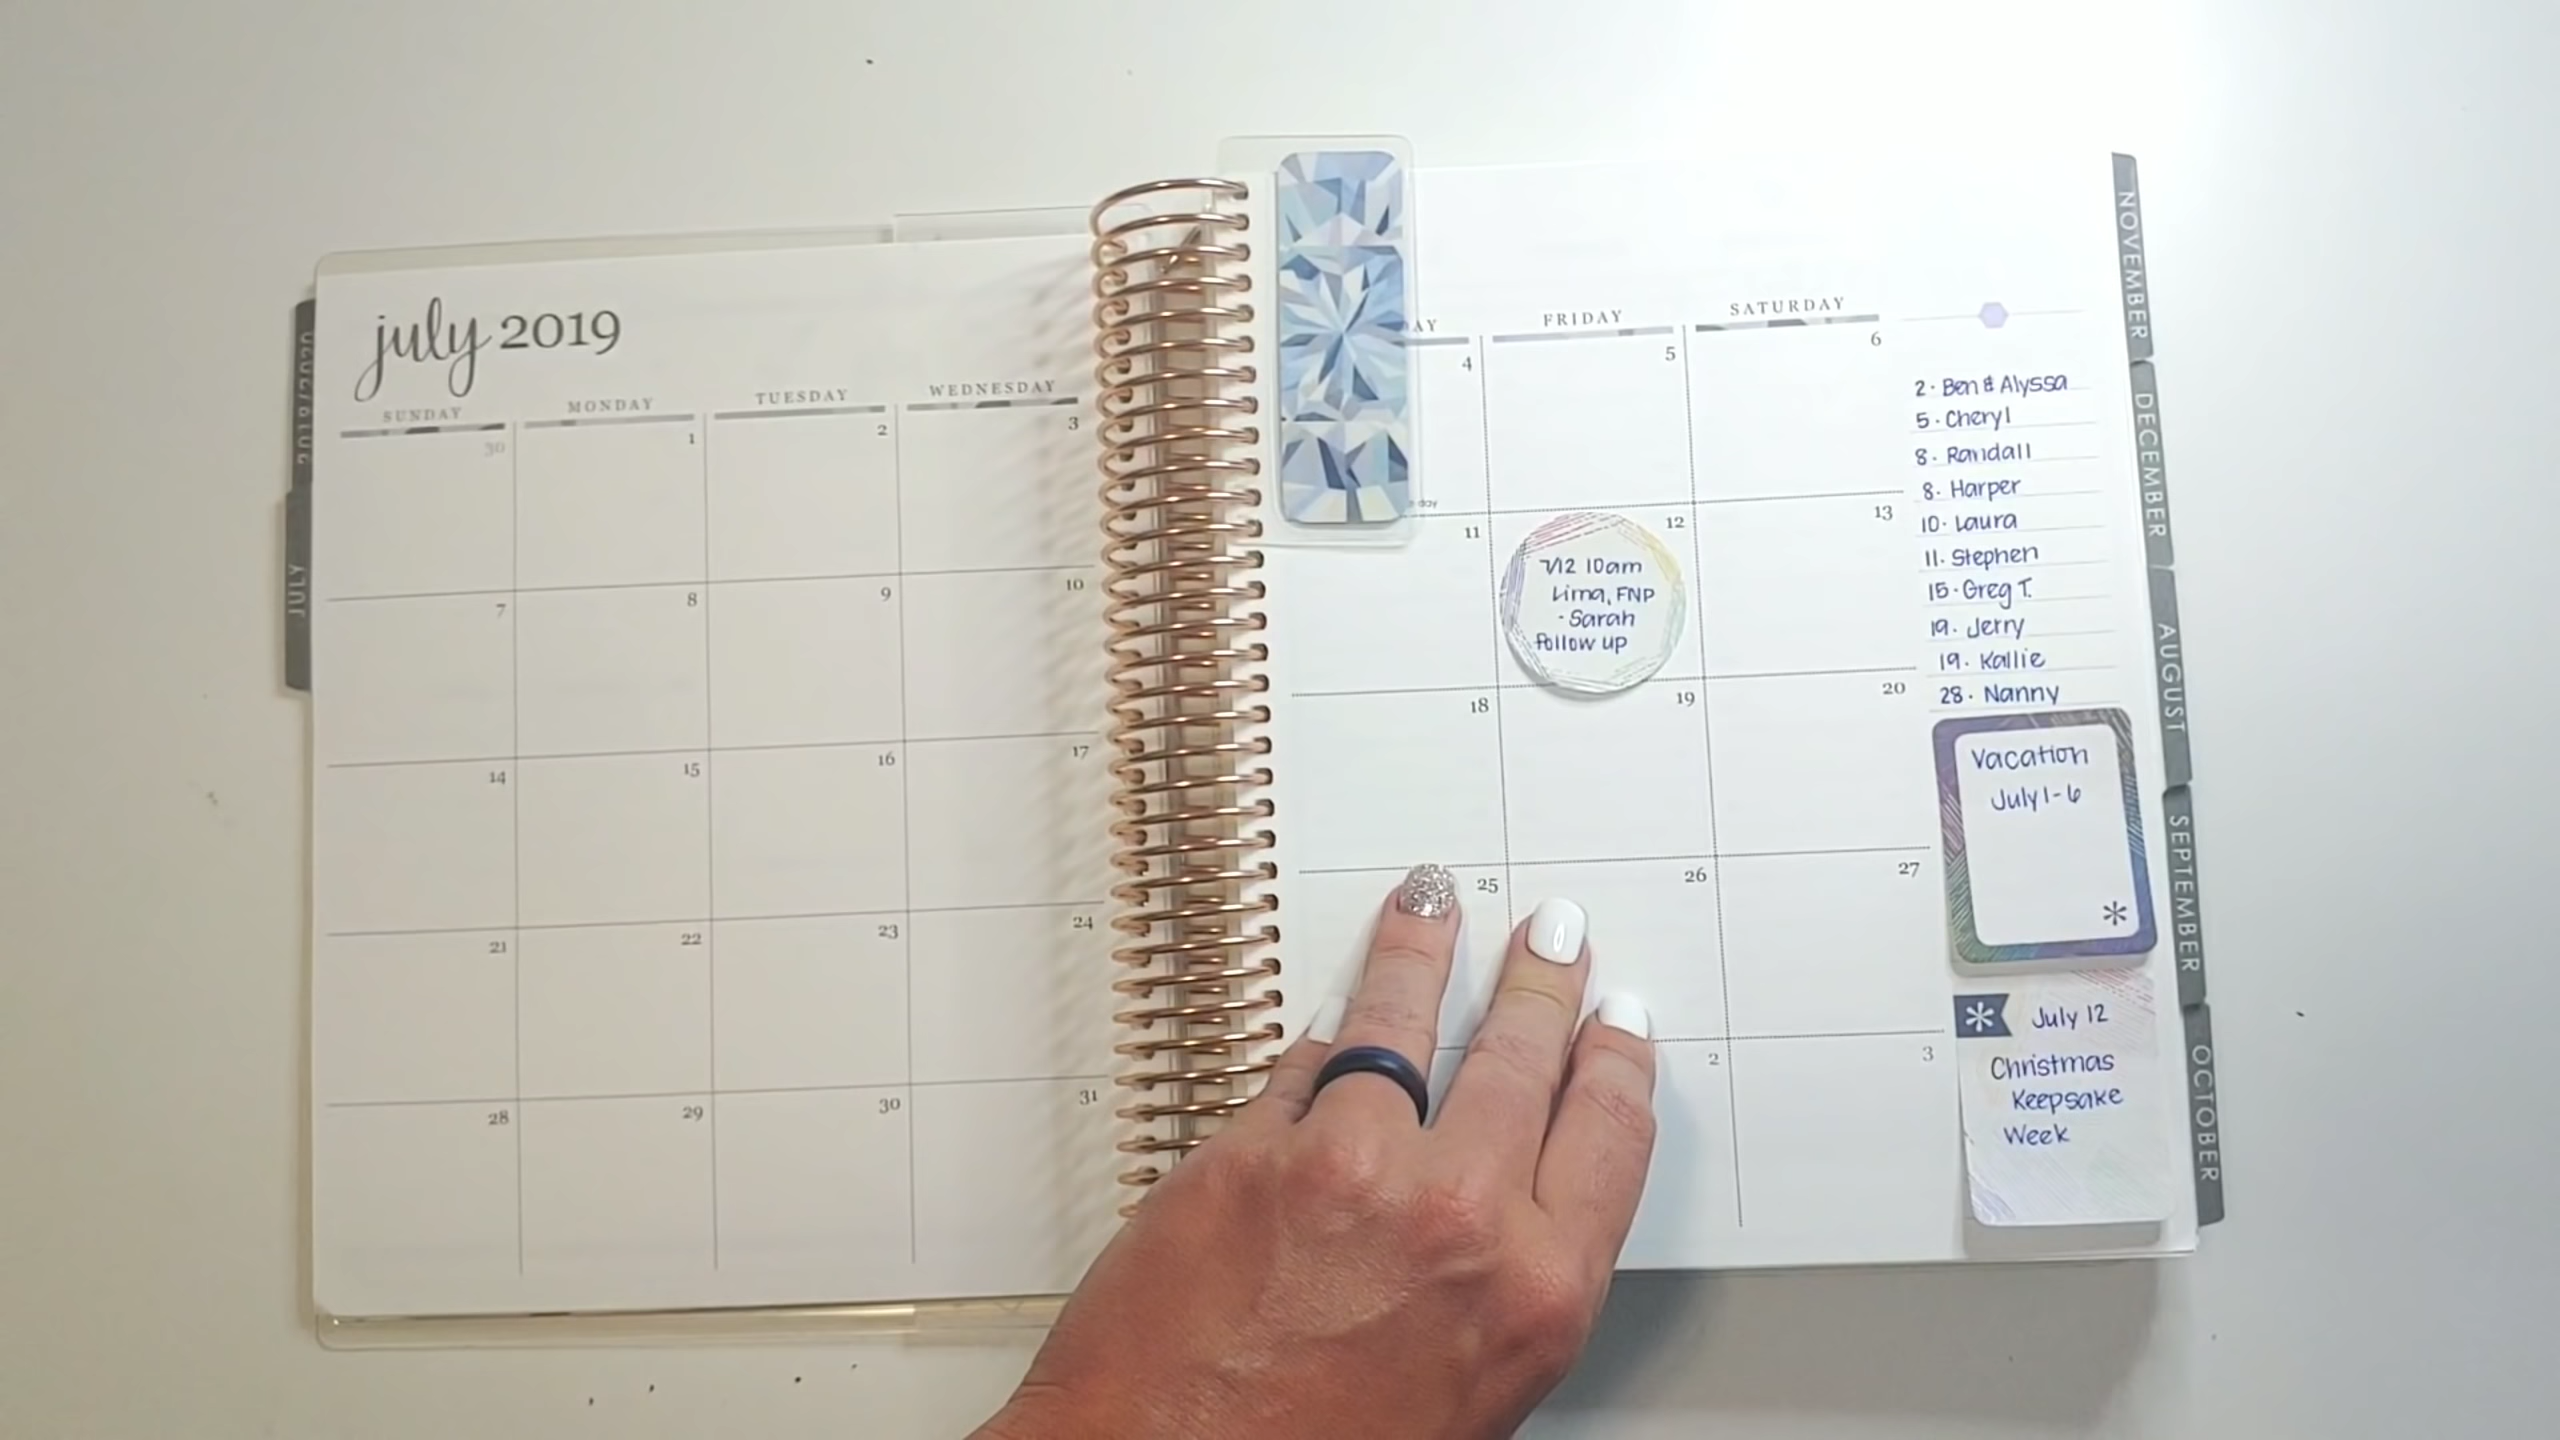 july 2019
SUNDAY MONDAY TUESDAY WEDNESDAY
30 1 2 3
7 8 9 10
14 15 16 17
21 22 23 24
28 29 30 31
AY FRIDAY SATURDAY
4 5 6
day
11 12 13
7/12 10am
Lima, FNP
- Sarah
Follow up
18 19 20
25 26 27
2 3
2. Ben & Alyssa
5. Cheryl
8. Randall
8. Harper
10. Laura
11. Stephen
15. Greg T.
19. Jerry
19. Kallie
28. Nanny
Vacation
July 1-6
*
* July 12
Christmas
Keepsake
Week
NOVEMBER
DECEMBER
AUGUST
SEPTEMBER
OCTOBER
JULY